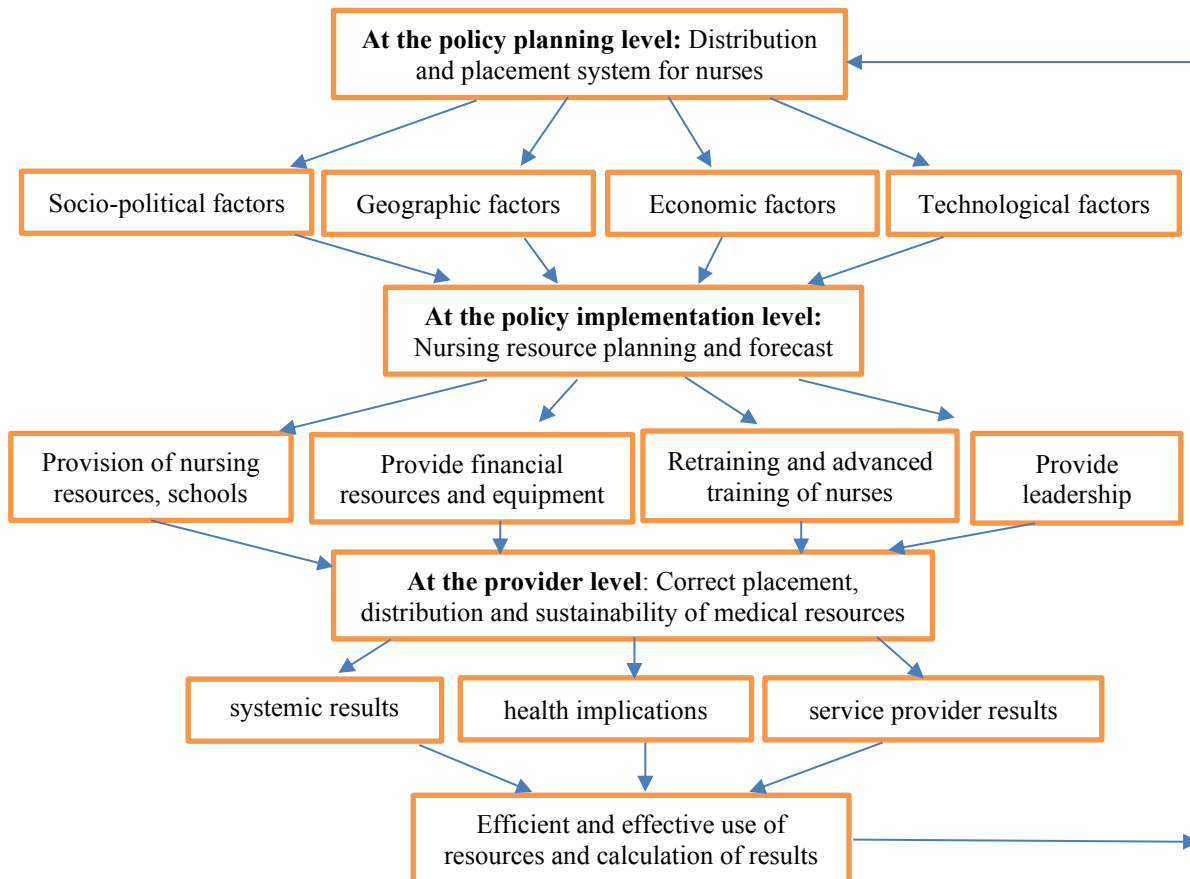 At the policy planning level: Distribution
and placement system for nurses
Socio-political factors
Geographic factors
Economic factors
Technological factors
At the policy implementation level:
Nursing resource planning and forecast
Provision of nursing
resources, schools
Provide financial
resources and equipment
Retraining and advanced
training of nurses
Provide
leadership
At the provider level: Correct placement,
distribution and sustainability of medical resources
systemic results
health implications
service provider results
Efficient and effective use of
resources and calculation of results